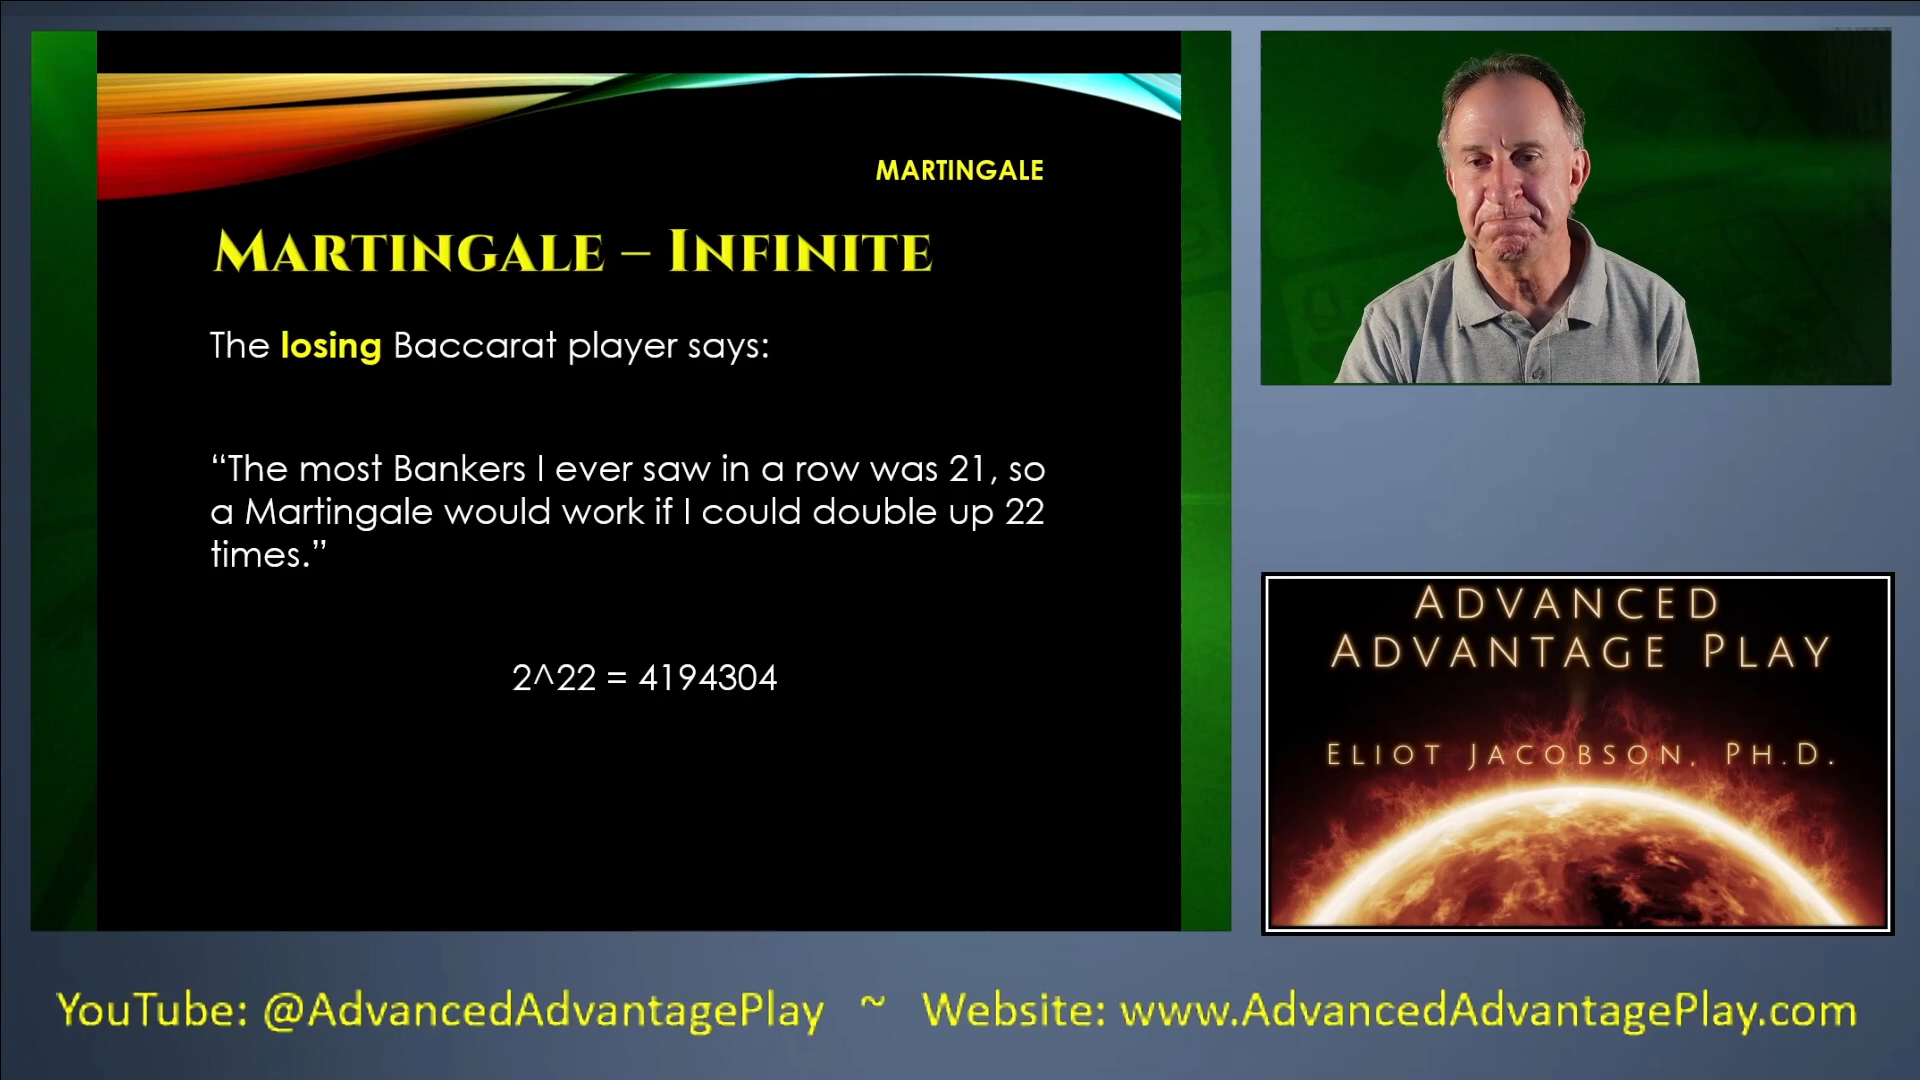 MARTINGALE
MARTINGALE – INFINITE
The losing Baccarat player says:
“The most Bankers I ever saw in a row was 21, so
a Martingale would work if I could double up 22
times.”
2^22 = 4194304
ADVANCED
ADVANTAGE PLAY
ELIOT JACOBSON, PH.D.
YouTube: @AdvancedAdvantagePlay ~ Website: www.AdvancedAdvantagePlay.com